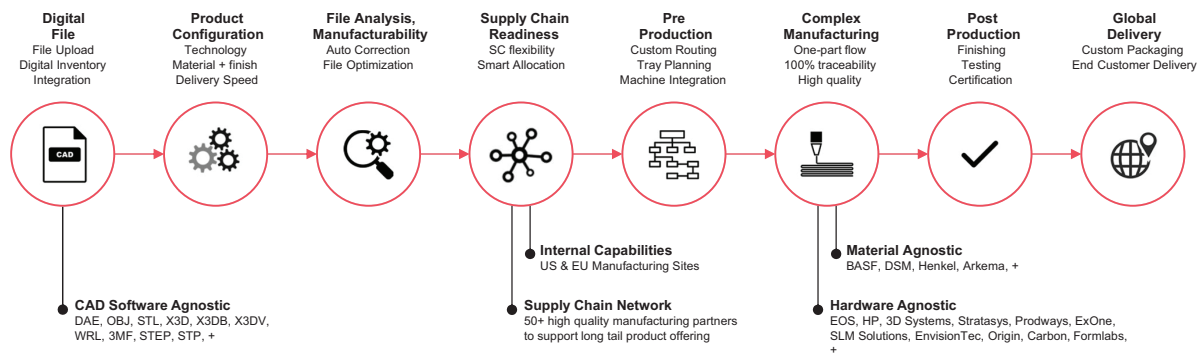 Digital
File
File Upload
Digital Inventory
Integration
Product
Configuration
Technology
Material + finish
Delivery Speed
File Analysis,
Manufacturability
Auto Correction
File Optimization
Supply Chain
Readiness
SC flexibility
Smart Allocation
Pre
Production
Custom Routing
Tray Planning
Machine Integration
Complex
Manufacturing
One-part flow
100% traceability
High quality
Post
Production
Finishing
Testing
Certification
Global
Delivery
Custom Packaging
End Customer Delivery
CAD
Internal Capabilities
US & EU Manufacturing Sites
Material Agnostic
BASF, DSM, Henkel, Arkema, +
CAD Software Agnostic
DAE, OBJ, STL, X3D, X3DB, X3DV,
WRL, 3MF, STEP, STP, +
Supply Chain Network
50+ high quality manufacturing partners
to support long tail product offering
Hardware Agnostic
EOS, HP, 3D Systems, Stratasys, Prodways, ExOne,
SLM Solutions, EnvisionTec, Origin, Carbon, Formlabs,
+